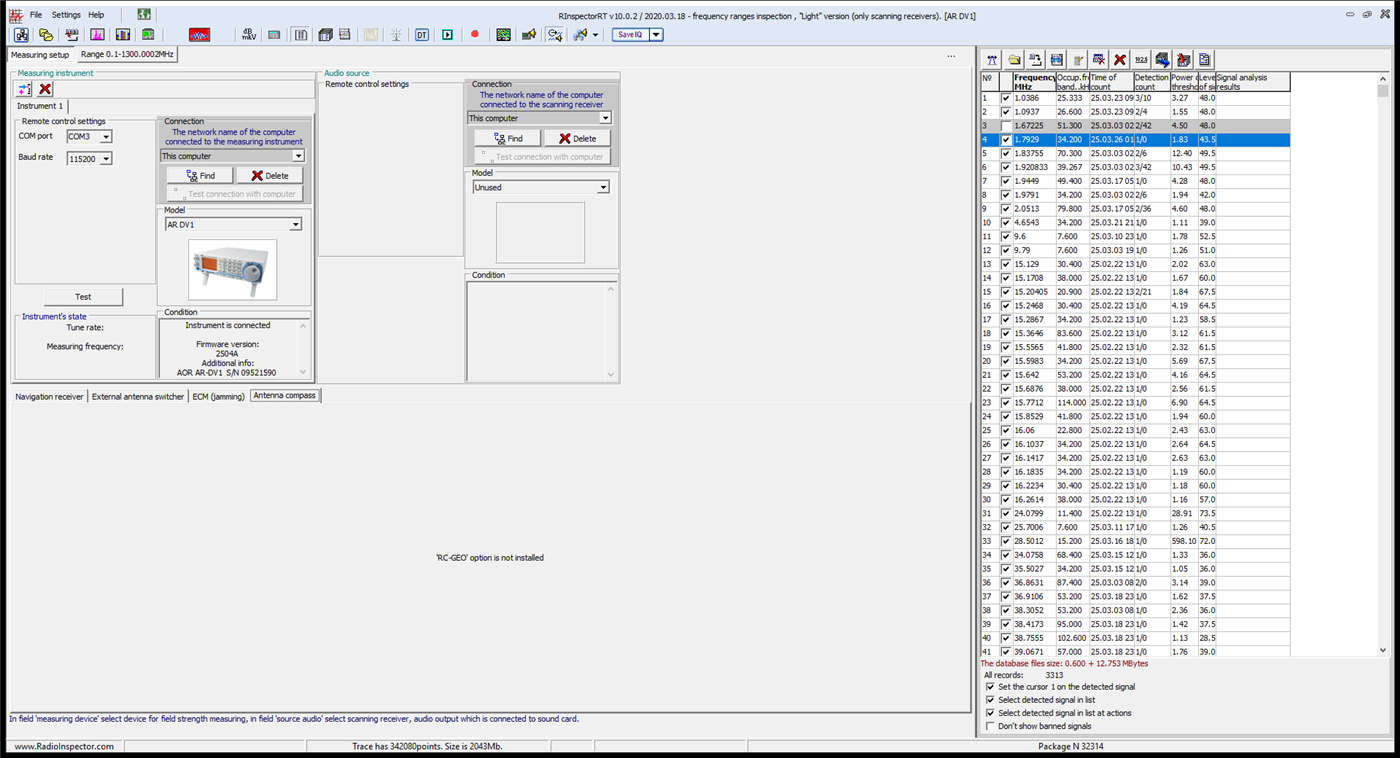 RInspectorRT v10.0.2 / 2020.03.18 - frequency ranges inspection , "Light" version (only scanning receivers). [AR DV1]
File Settings Help
dB mkV DT SaveIQ
Measuring setup Range 0.1-1300.0002MHz ...
Measuring instrument
Instrument 1
Remote control settings
COM port COM3
Baud rate 115200
Connection
The network name of the computer
connected to the measuring instrument
This computer
Find Delete
Test connection with computer
Model
AR DV1
Test
Instrument's state
Tune rate:
Measuring frequency:
Condition
Instrument is connected
Firmware version:
2504A
Additional info:
AOR AR-DV1 S/N 09521590
Audio source
Remote control settings
Connection
The network name of the computer
connected to the scanning receiver
This computer
Find Delete
Test connection with computer
Model
Unused
Condition
Navigation receiver External antenna switcher ECM (jamming) Antenna compass
'RC-GEO' option is not installed
In field 'measuring device' select device for field strength measuring, in field 'source audio' select scanning receiver, audio output which is connected to sound card.
№ Frequency MHz Occup.fr band..kH Time of count Detection count Power thresho Leve of si Signal analysis results
1 1.0386 25.333 25.03.23 09 3/10 3.27 48.0
2 1.0937 26.600 25.03.23 09 2/4 1.55 48.0
3 1.67225 51.300 25.03.03 02 2/42 4.50 48.0
4 1.7929 34.200 25.03.26 01 1/0 1.83 43.5
5 1.83755 70.300 25.03.03 02 2/6 12.40 49.5
6 1.920833 39.267 25.03.03 02 3/42 10.43 49.5
7 1.9449 49.400 25.03.17 05 1/0 4.28 48.0
8 1.9791 34.200 25.03.03 02 2/6 1.94 42.0
9 2.0513 79.800 25.03.17 05 2/36 4.60 48.0
10 4.6543 34.200 25.03.21 21 1/0 1.11 39.0
11 9.6 7.600 25.03.10 23 1/0 1.78 52.5
12 9.79 7.600 25.03.03 19 1/0 1.26 51.0
13 15.129 30.400 25.02.22 13 1/0 2.02 63.0
14 15.1708 38.000 25.02.22 13 1/0 1.67 60.0
15 15.20405 20.900 25.02.22 13 2/21 1.84 67.5
16 15.2468 30.400 25.02.22 13 1/0 4.19 64.5
17 15.2867 34.200 25.02.22 13 1/0 1.23 58.5
18 15.3646 83.600 25.02.22 13 1/0 3.12 61.5
19 15.5565 41.800 25.02.22 13 1/0 2.32 61.5
20 15.5983 34.200 25.02.22 13 1/0 5.69 67.5
21 15.642 53.200 25.02.22 13 1/0 4.16 64.5
22 15.6876 38.000 25.02.22 13 1/0 2.56 61.5
23 15.7712 114.000 25.02.22 13 1/0 6.90 64.5
24 15.8529 41.800 25.02.22 13 1/0 1.94 60.0
25 16.06 22.800 25.02.22 13 1/0 2.43 63.0
26 16.1037 34.200 25.02.22 13 1/0 2.64 64.5
27 16.1417 34.200 25.02.22 13 1/0 2.63 63.0
28 16.1835 34.200 25.02.22 13 1/0 1.19 60.0
29 16.2234 30.400 25.02.22 13 1/0 1.18 60.0
30 16.2614 38.000 25.02.22 13 1/0 1.16 57.0
31 24.0799 11.400 25.02.22 13 1/0 28.91 73.5
32 25.7006 7.600 25.03.11 17 1/0 1.26 40.5
33 28.5012 15.200 25.03.16 18 1/0 598.10 72.0
34 34.0758 68.400 25.03.15 12 1/0 1.33 36.0
35 35.5027 34.200 25.03.15 12 1/0 1.05 36.0
36 36.8631 87.400 25.03.03 08 2/0 3.14 39.0
37 36.9106 53.200 25.03.18 23 1/0 1.62 37.5
38 38.3052 53.200 25.03.03 08 1/0 2.36 36.0
39 38.4173 95.000 25.03.18 23 1/0 1.42 37.5
40 38.7555 102.600 25.03.18 23 1/0 1.13 28.5
41 39.0671 57.000 25.03.18 23 1/0 1.76 39.0
The database files size: 0.600 + 12.753 MBytes
All records: 3313
Set the cursor 1 on the detected signal
Select detected signal in list
Select detected signal in list at actions
Don't show banned signals
www.RadioInspector.com Trace has 342080points. Size is 2043Mb. Package N 32314